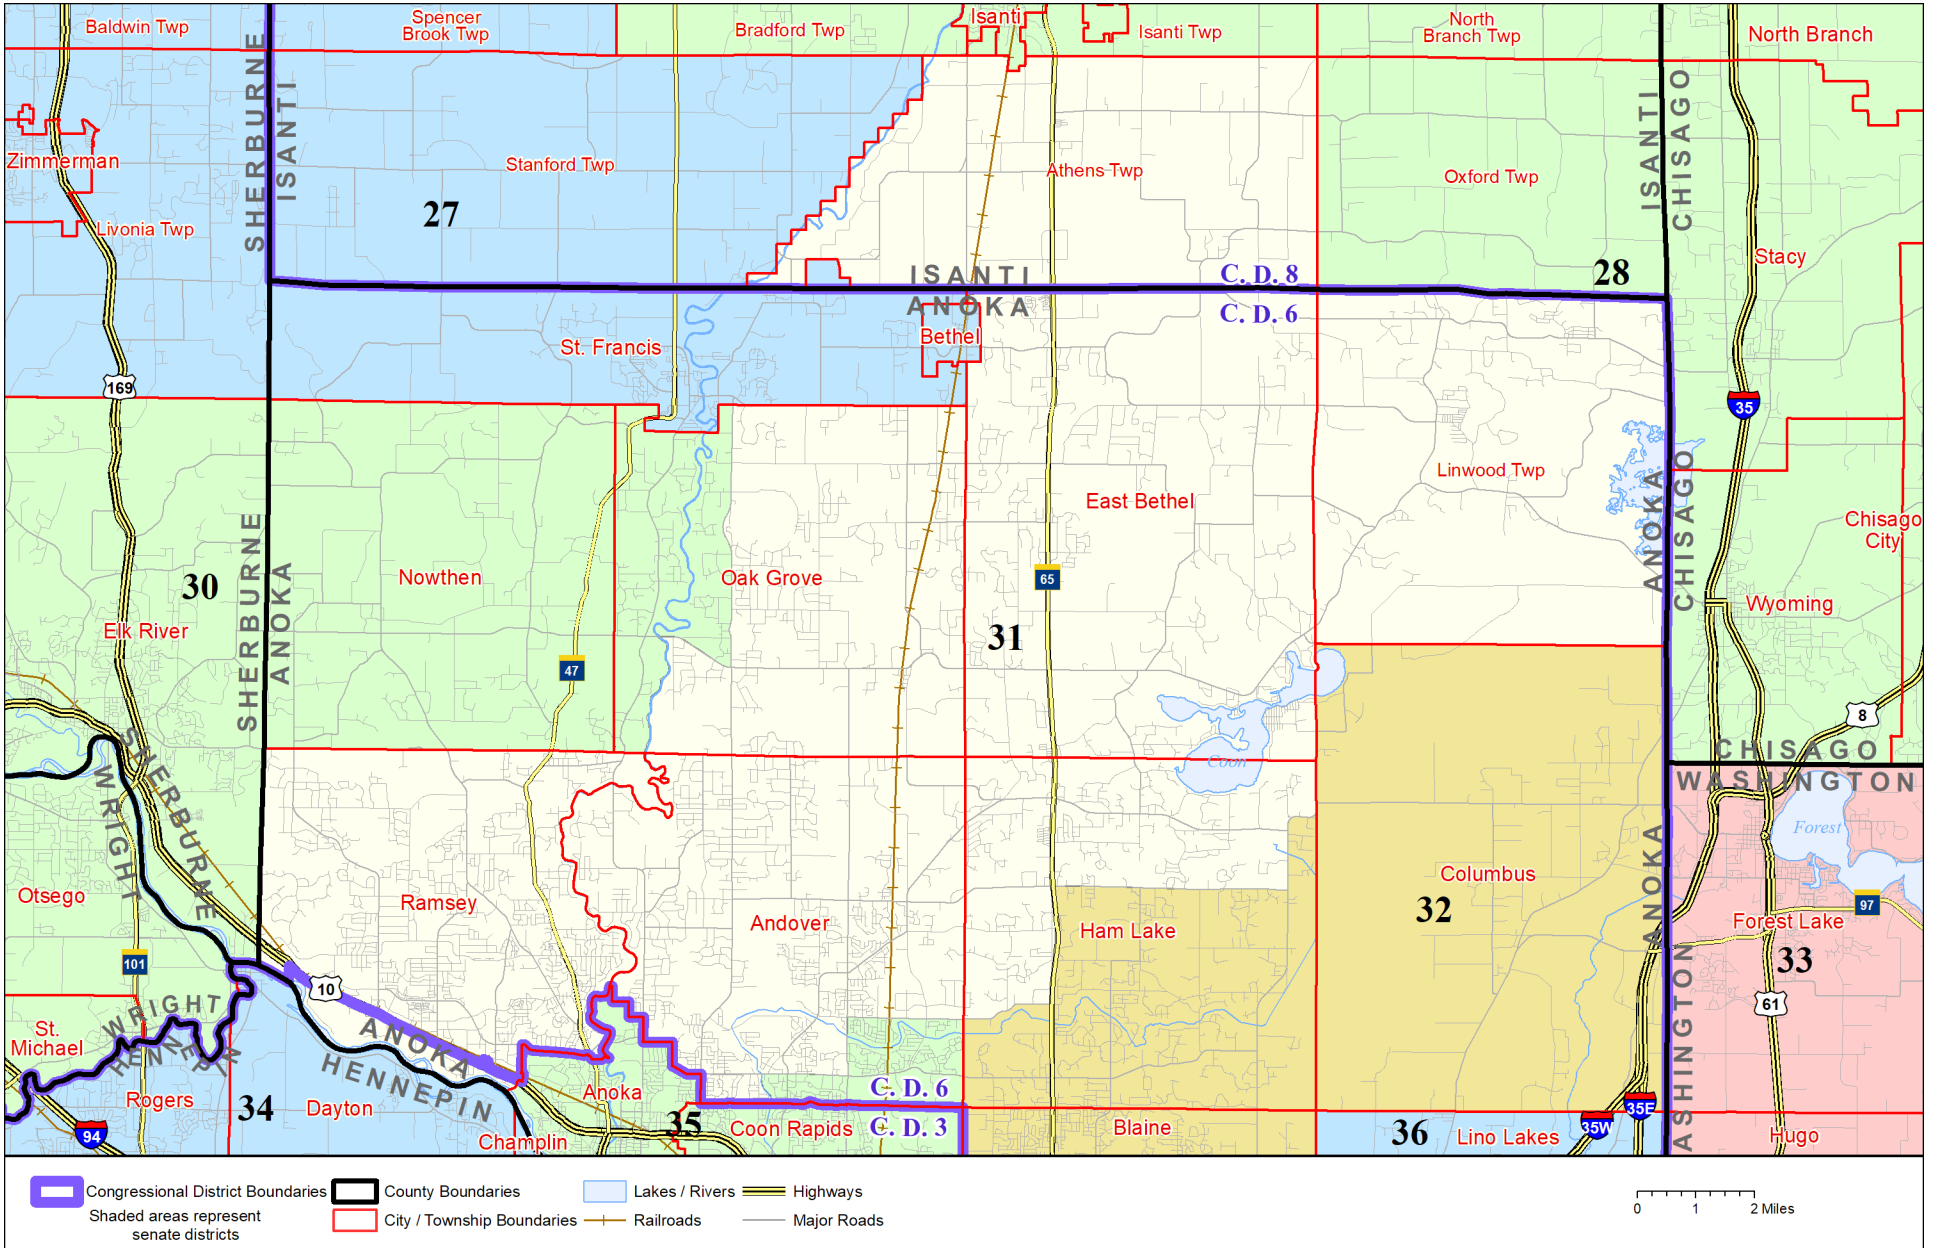 Baldwin Twp
Spencer
Brook Twp
Bradford Twp
Isanti
Isanti Twp
North
Branch Twp
North Branch
SHERBURNE
ISANTI
ISANTI
CHISAGO
Zimmerman
Stanford Twp
Athens Twp
Oxford Twp
Livonia Twp
27
Stacy
ISANTI
C. D. 8
28
ANOKA
C. D. 6
Bethel
St. Francis
169
35
Linwood Twp
East Bethel
ANOKA
CHISAGO
Chisago
City
SHERBURNE
ANOKA
Nowthen
Oak Grove
65
30
Wyoming
Elk River
31
47
8
SHERBURNE
WRIGHT
Coon
CHISAGO
WASHINGTON
Forest
Otsego
Ramsey
Andover
Ham Lake
Columbus
32
ANOKA
97
Forest Lake
33
101
10
61
WRIGHT
HENNEPIN
St.
Michael
ANOKA
HENNEPIN
WASHINGTON
Rogers
34
Dayton
Anoka
C. D. 6
35
Coon Rapids
C. D. 3
Champlin
Blaine
36
Lino Lakes
35W
35E
Hugo
94
Congressional District Boundaries
County Boundaries
Lakes / Rivers
Highways
Shaded areas represent
senate districts
City / Township Boundaries
Railroads
Major Roads
0 1 2 Miles